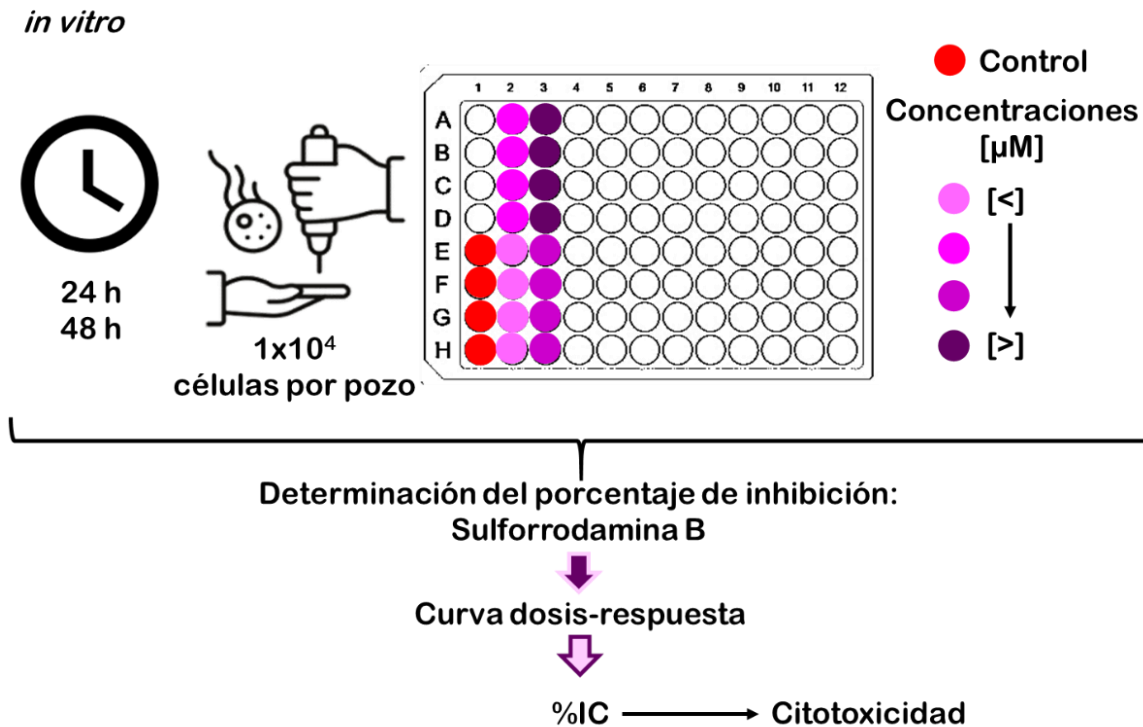 in vitro
24 h
48 h
1x10⁴
células por pozo
1 2 3 4 5 6 7 8 9 10 11 12
A
B
C
D
E
F
G
H
Control
Concentraciones
[µM]
[<]
[>]
Determinación del porcentaje de inhibición:
Sulforrodamina B
Curva dosis-respuesta
%IC
Citotoxicidad